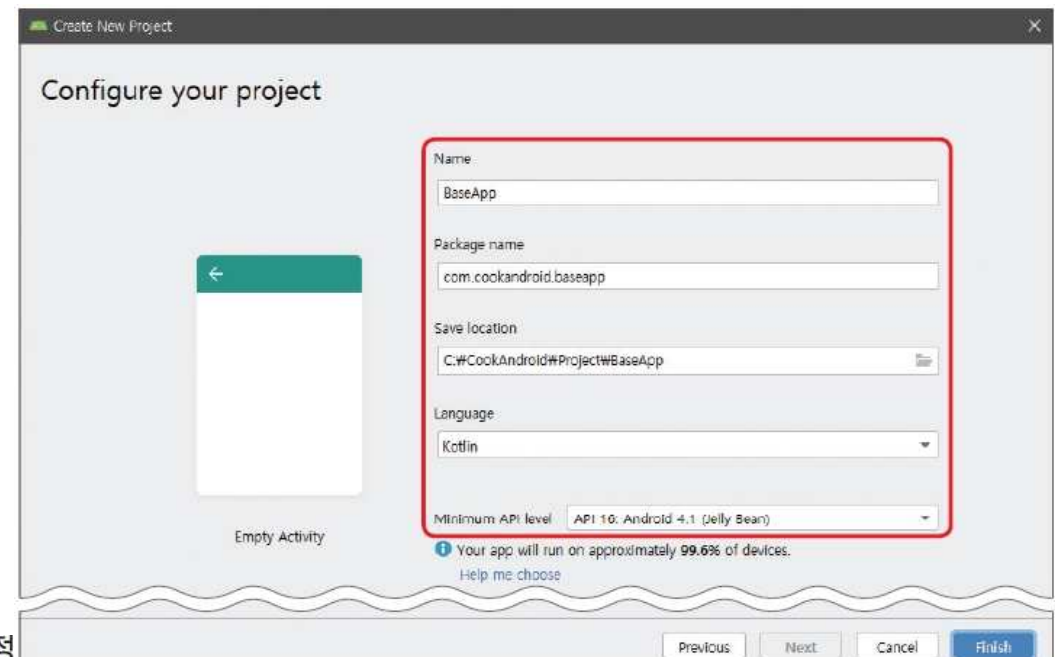 Create New Project
Configure your project
Name
BaseApp
Package name
com.cookandroid.baseapp
Save location
C:₩CookAndroid₩Project₩BaseApp
Language
Kotlin
Minimum API level API 16: Android 4.1 (Jelly Bean)
Empty Activity
Your app will run on approximately 99.6% of devices.
Help me choose
Previous Next Cancel Finish